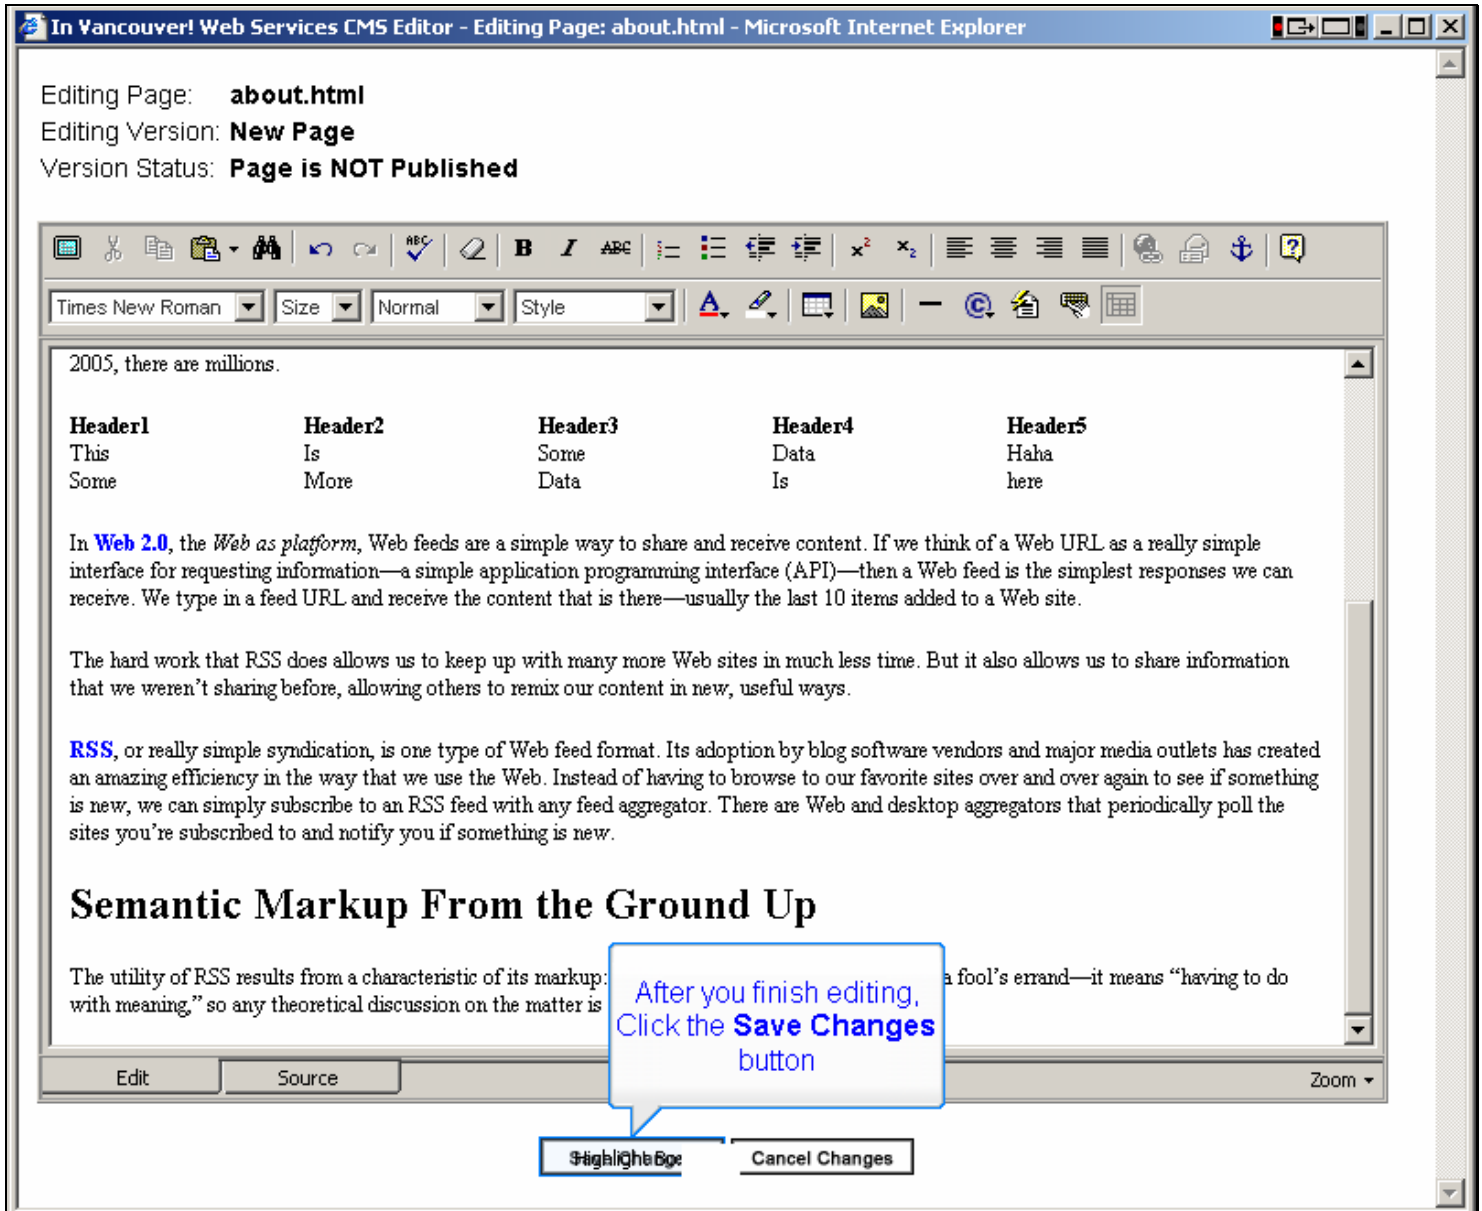 In Vancouver! Web Services CMS Editor - Editing Page: about.html - Microsoft Internet Explorer
Editing Page: about.html
Editing Version: New Page
Version Status: Page is NOT Published
ABC B I ABC x² x₂
Times New Roman Size Normal Style A
2005, there are millions.
Header1 Header2 Header3 Header4 Header5
This Is Some Data Haha
Some More Data Is here
In Web 2.0, the Web as platform, Web feeds are a simple way to share and receive content. If we think of a Web URL as a really simple
interface for requesting information—a simple application programming interface (API)—then a Web feed is the simplest responses we can
receive. We type in a feed URL and receive the content that is there—usually the last 10 items added to a Web site.
The hard work that RSS does allows us to keep up with many more Web sites in much less time. But it also allows us to share information
that we weren’t sharing before, allowing others to remix our content in new, useful ways.
RSS, or really simple syndication, is one type of Web feed format. Its adoption by blog software vendors and major media outlets has created
an amazing efficiency in the way that we use the Web. Instead of having to browse to our favorite sites over and over again to see if something
is new, we can simply subscribe to an RSS feed with any feed aggregator. There are Web and desktop aggregators that periodically poll the
sites you’re subscribed to and notify you if something is new.
Semantic Markup From the Ground Up
The utility of RSS results from a characteristic of its markup: a fool’s errand—it means “having to do
with meaning,” so any theoretical discussion on the matter is
After you finish editing,
Click the Save Changes
button
Edit Source Zoom
Highlight Cancel Changes